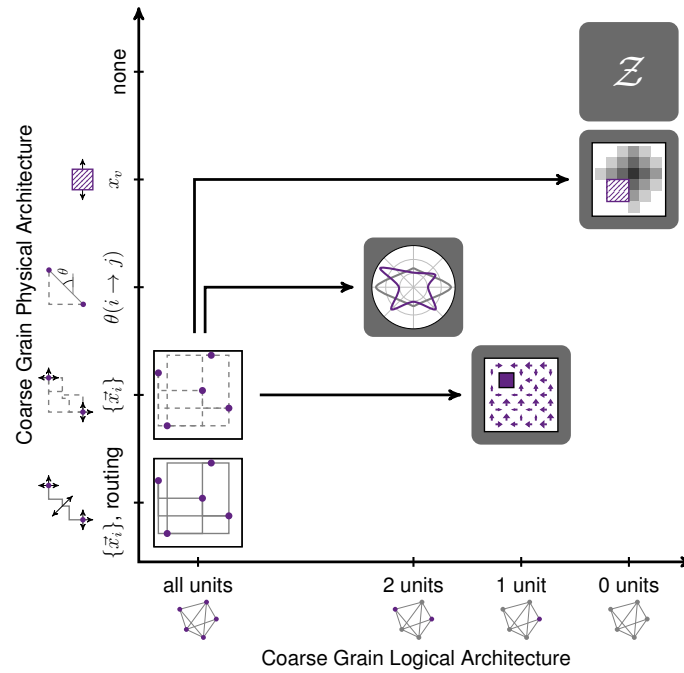 Coarse Grain Physical Architecture
none
𝒵
x_v
θ
θ(i → j)
{x⃗_i}
{x⃗_i}, routing
all units
2 units
1 unit
0 units
Coarse Grain Logical Architecture